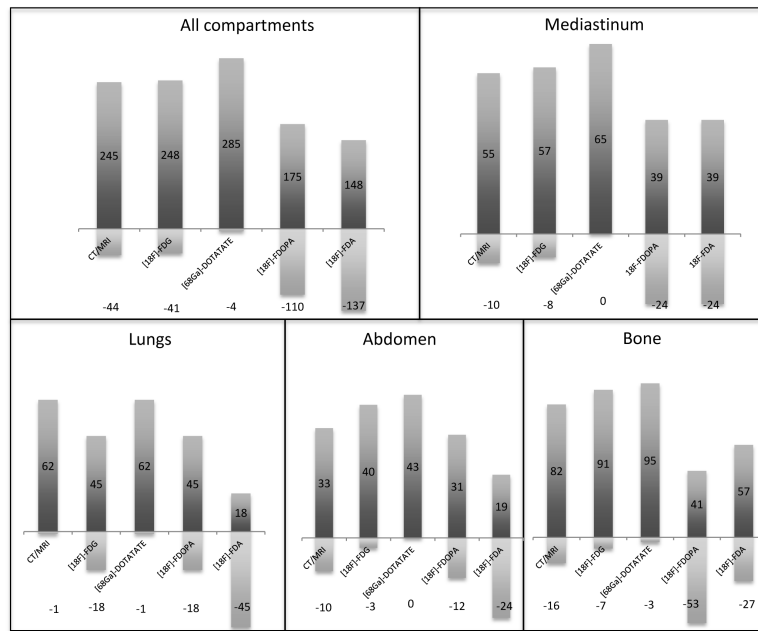 All compartments
245
248
285
175
148
CT/MRI
[18F]-FDG
[68Ga]-DOTATATE
[18F]-FDOPA
[18F]-FDA
-44
-41
-4
-110
-137
Mediastinum
55
57
65
39
39
CT/MRI
[18F]-FDG
[68Ga]-DOTATATE
18F-FDOPA
18F-FDA
-10
-8
0
-24
-24
Lungs
62
45
62
45
18
CT/MRI
[18F]-FDG
[68Ga]-DOTATATE
[18F]-FDOPA
[18F]-FDA
-1
-18
-1
-18
-45
Abdomen
33
40
43
31
19
CT/MRI
[18F]-FDG
[68Ga]-DOTATATE
[18F]-FDOPA
[18F]-FDA
-10
-3
0
-12
-24
Bone
82
91
95
41
57
CT/MRI
[18F]-FDG
[68Ga]-DOTATATE
[18F]-FDOPA
[18F]-FDA
-16
-7
-3
-53
-27